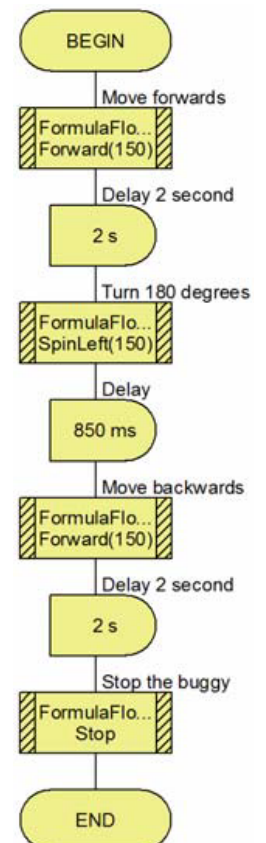 BEGIN
Move forwards
FormulaFlo...
Forward(150)
Delay 2 second
2 s
Turn 180 degrees
FormulaFlo...
SpinLeft(150)
Delay
850 ms
Move backwards
FormulaFlo...
Forward(150)
Delay 2 second
2 s
Stop the buggy
FormulaFlo...
Stop
END